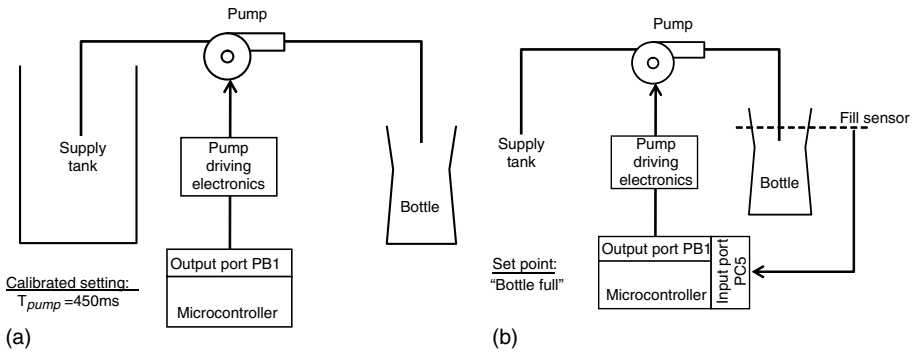 Pump
Supply
tank
Pump
driving
electronics
Bottle
Output port PB1
Microcontroller
Calibrated setting:
Tpump =450ms
(a)
Pump
Fill sensor
Supply
tank
Pump
driving
electronics
Bottle
Output port PB1
Input port
PC5
Microcontroller
Set point:
“Bottle full”
(b)